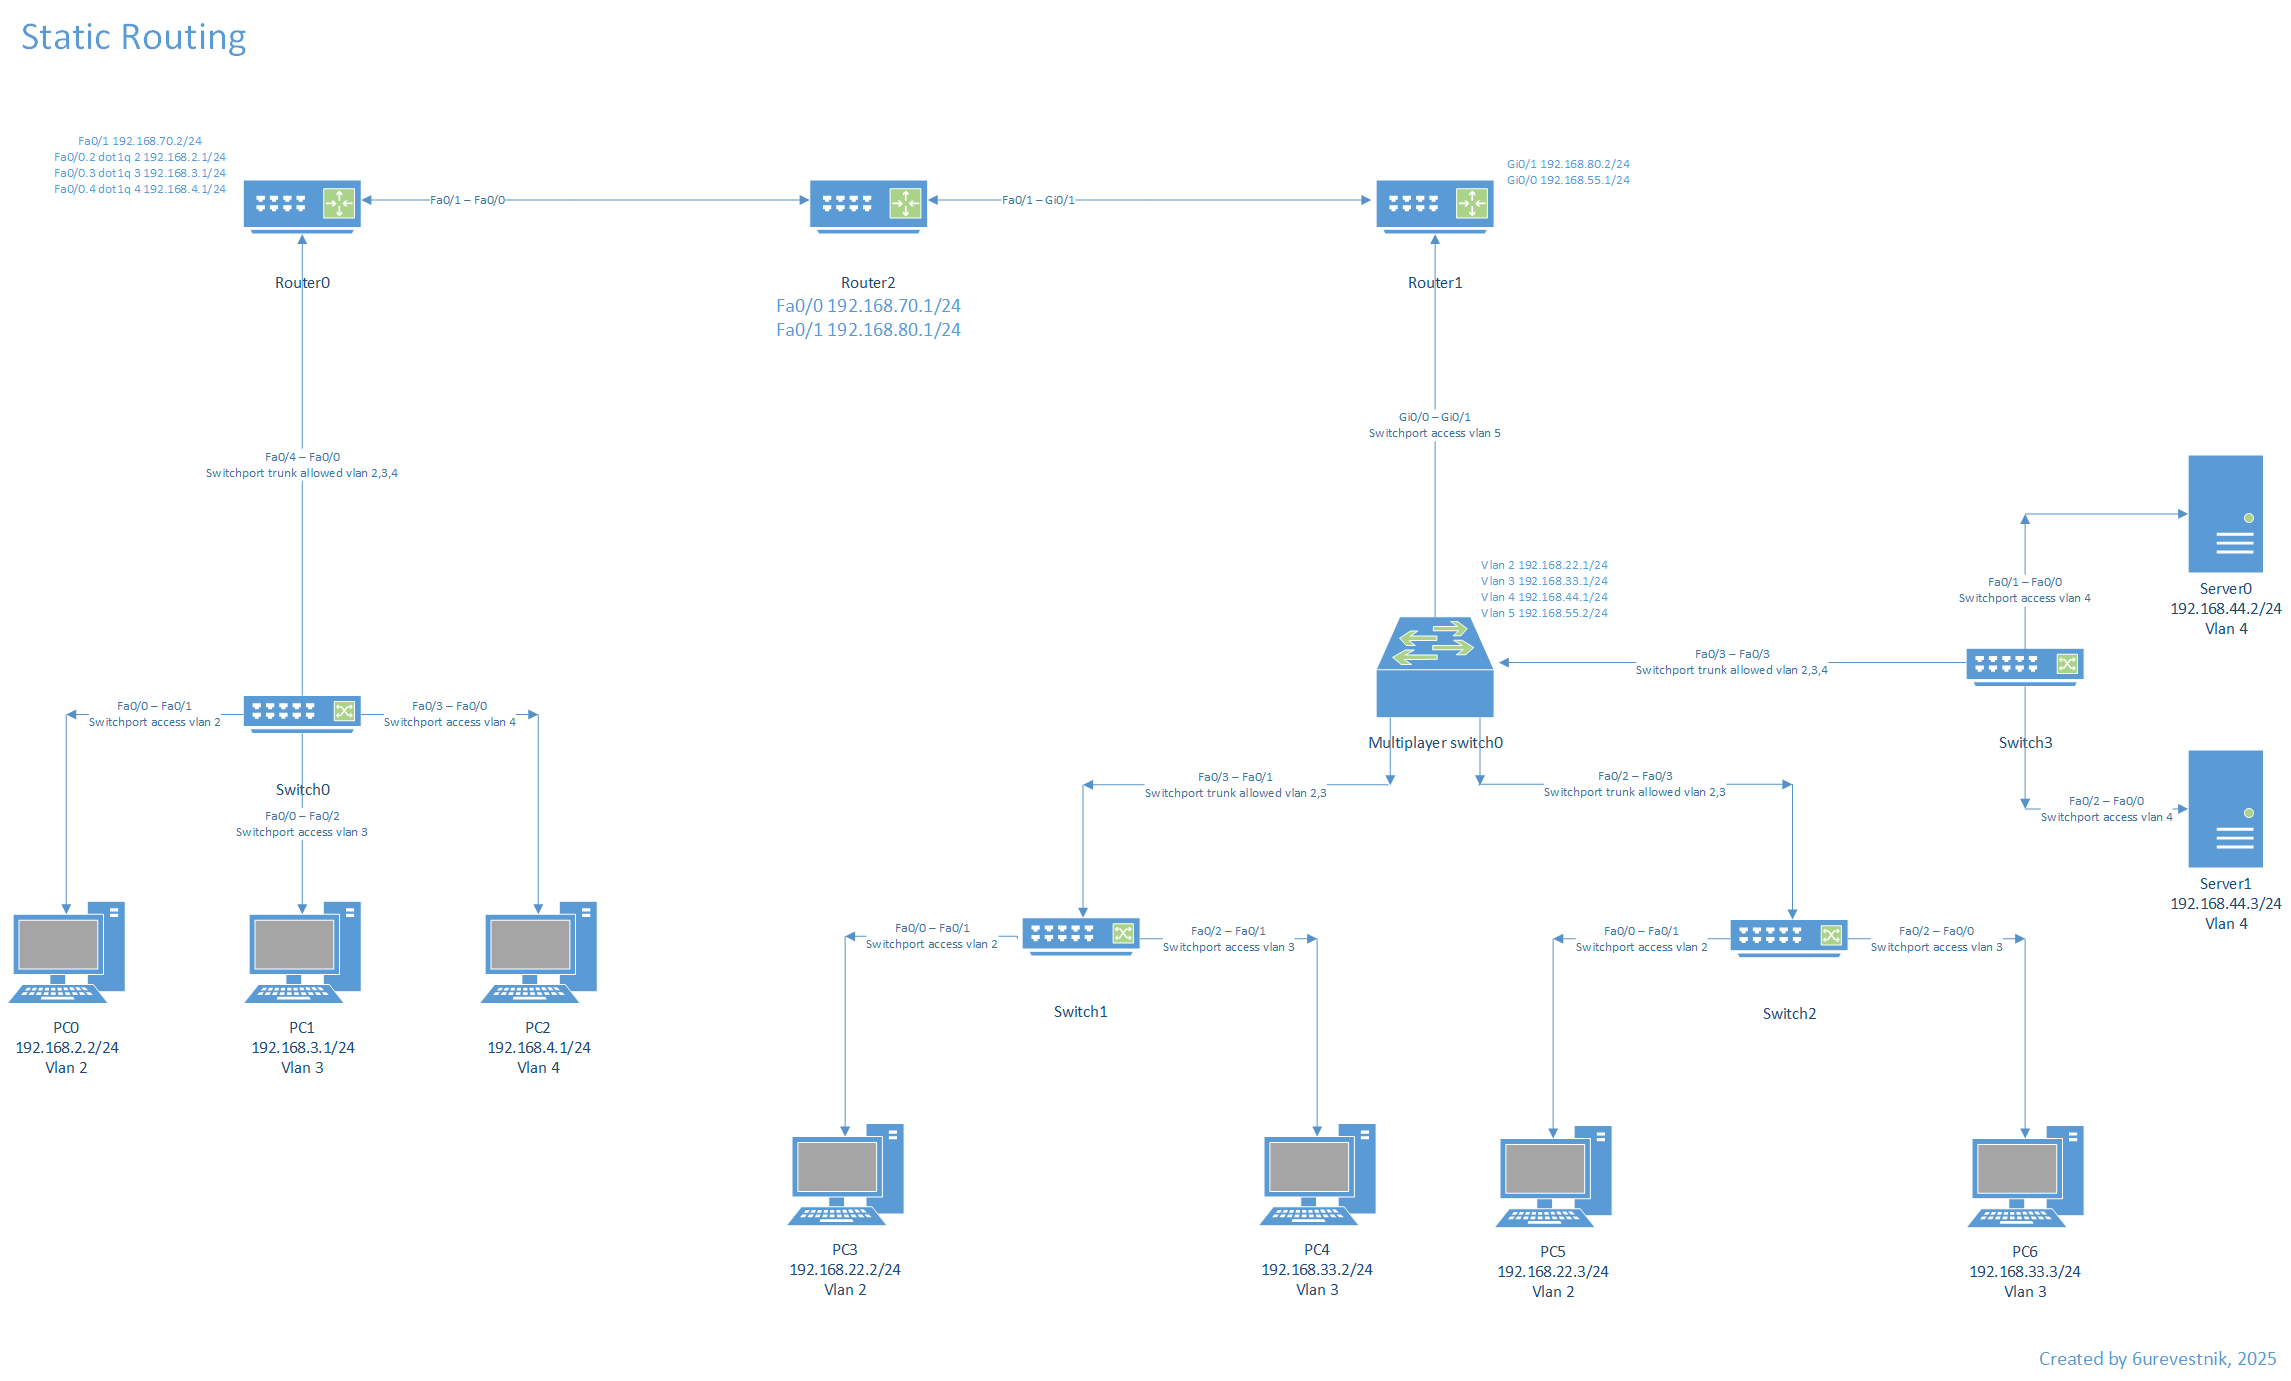 Static Routing
Fa0/1 192.168.70.2/24
Fa0/0.2 dot1q 2 192.168.2.1/24
Fa0/0.3 dot1q 3 192.168.3.1/24
Fa0/0.4 dot1q 4 192.168.4.1/24
Fa0/1 – Fa0/0
Fa0/1 – Gi0/1
Gi0/1 192.168.80.2/24
Gi0/0 192.168.55.1/24
Router0
Router2
Fa0/0 192.168.70.1/24
Fa0/1 192.168.80.1/24
Router1
Gi0/0 – Gi0/1
Switchport access vlan 5
Fa0/4 – Fa0/0
Switchport trunk allowed vlan 2,3,4
Vlan 2 192.168.22.1/24
Vlan 3 192.168.33.1/24
Vlan 4 192.168.44.1/24
Vlan 5 192.168.55.2/24
Fa0/1 – Fa0/0
Switchport access vlan 4
Server0
192.168.44.2/24
Vlan 4
Fa0/3 – Fa0/3
Switchport trunk allowed vlan 2,3,4
Fa0/0 – Fa0/1
Switchport access vlan 2
Fa0/3 – Fa0/0
Switchport access vlan 4
Multiplayer switch0
Switch3
Switch0
Fa0/0 – Fa0/2
Switchport access vlan 3
Fa0/3 – Fa0/1
Switchport trunk allowed vlan 2,3
Fa0/2 – Fa0/3
Switchport trunk allowed vlan 2,3
Fa0/2 – Fa0/0
Switchport access vlan 4
Server1
192.168.44.3/24
Vlan 4
Fa0/0 – Fa0/1
Switchport access vlan 2
Fa0/2 – Fa0/1
Switchport access vlan 3
Fa0/0 – Fa0/1
Switchport access vlan 2
Fa0/2 – Fa0/0
Switchport access vlan 3
Switch1
Switch2
PC0
192.168.2.2/24
Vlan 2
PC1
192.168.3.1/24
Vlan 3
PC2
192.168.4.1/24
Vlan 4
PC3
192.168.22.2/24
Vlan 2
PC4
192.168.33.2/24
Vlan 3
PC5
192.168.22.3/24
Vlan 2
PC6
192.168.33.3/24
Vlan 3
Created by 6urevestnik, 2025